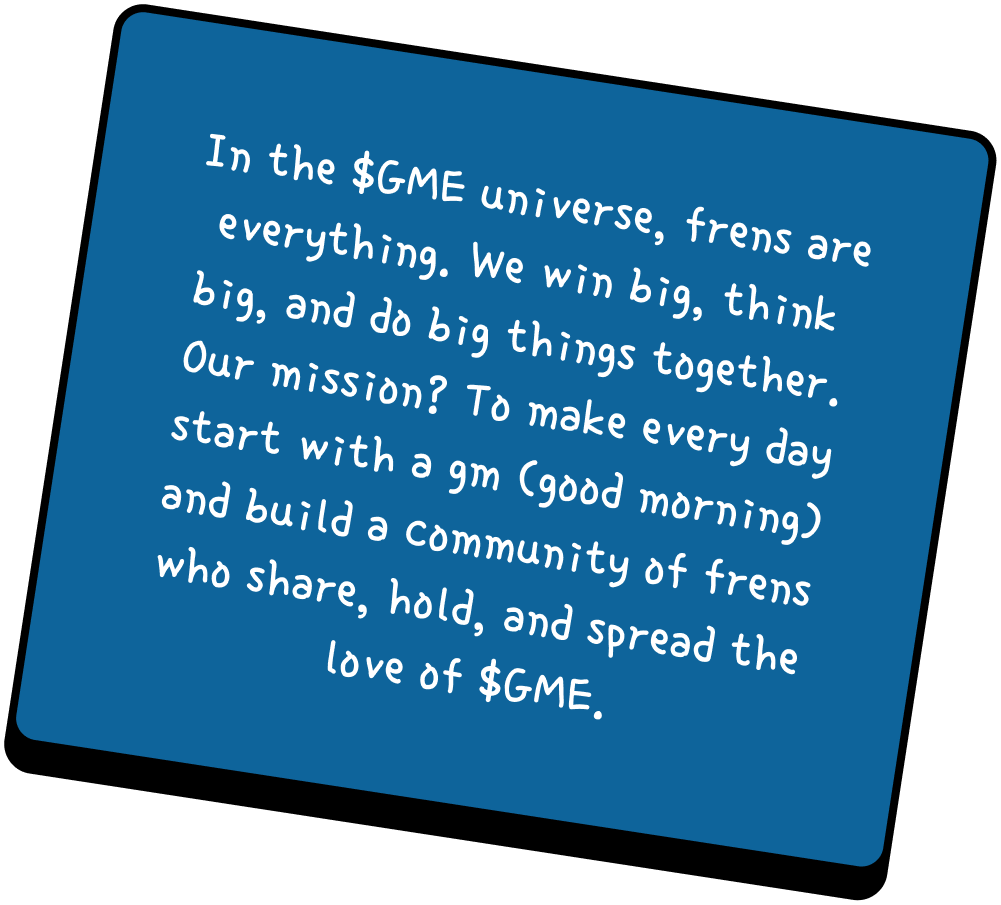 In the $GME universe, frens are
everything. We win big, think
big, and do big things together.
Our mission? To make every day
start with a gm (good morning)
and build a community of frens
who share, hold, and spread the
love of $GME.